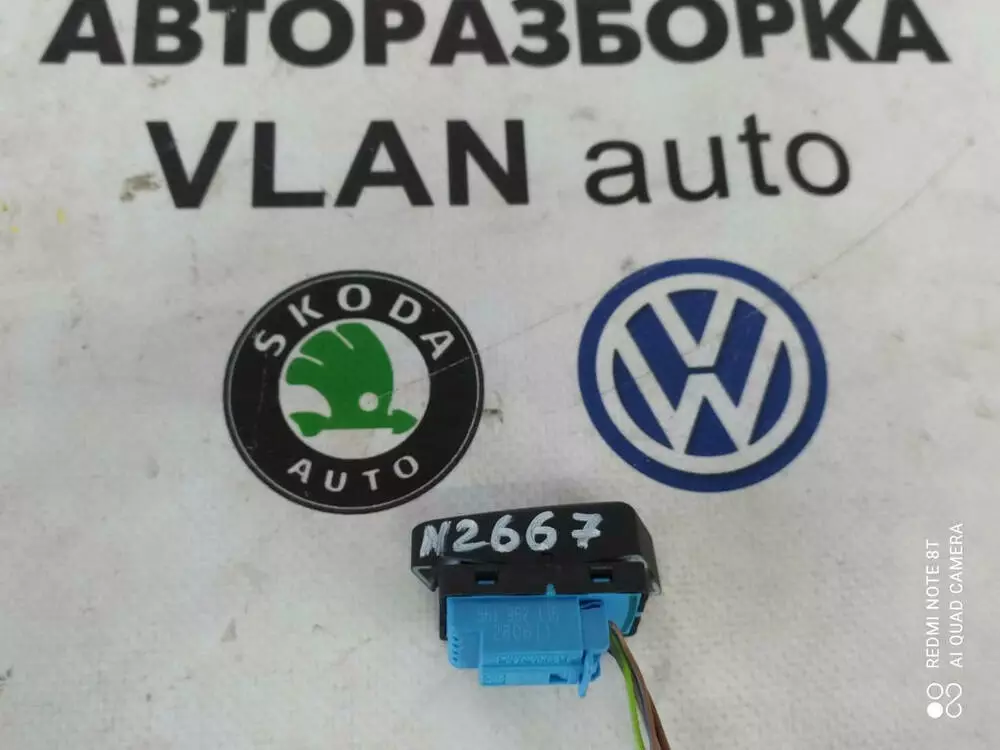 АВТОРАЗБОРКА
VLAN auto
SKODA
AUTO
N2667
REDMI NOTE 8T
AI QUAD CAMERA